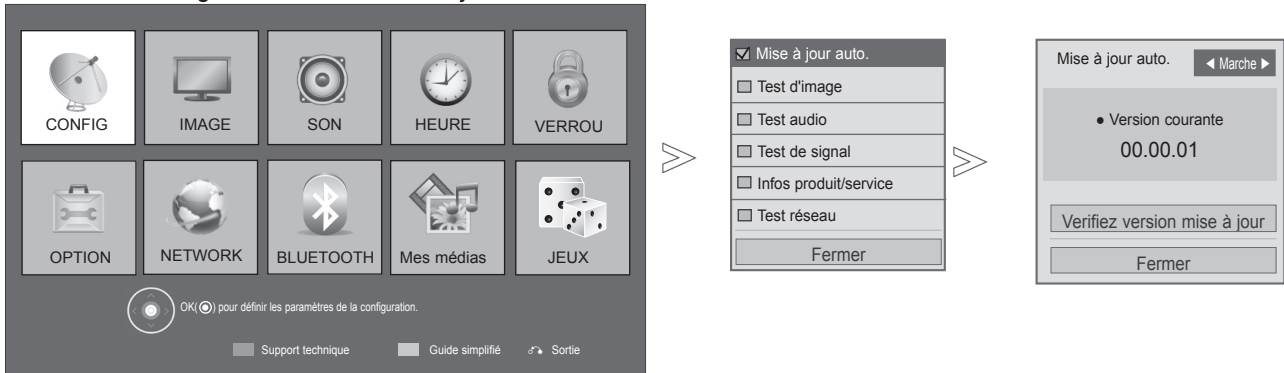 CONFIG
IMAGE
SON
HEURE
VERROU
OPTION
NETWORK
BLUETOOTH
Mes médias
JEUX
OK(◉) pour définir les paramètres de la configuration.
Support technique
Guide simplifié
Sortie
Mise à jour auto.
Test d'image
Test audio
Test de signal
Infos produit/service
Test réseau
Fermer
Mise à jour auto.
◀ Marche ▶
● Version courante
00.00.01
Verifiez version mise à jour
Fermer